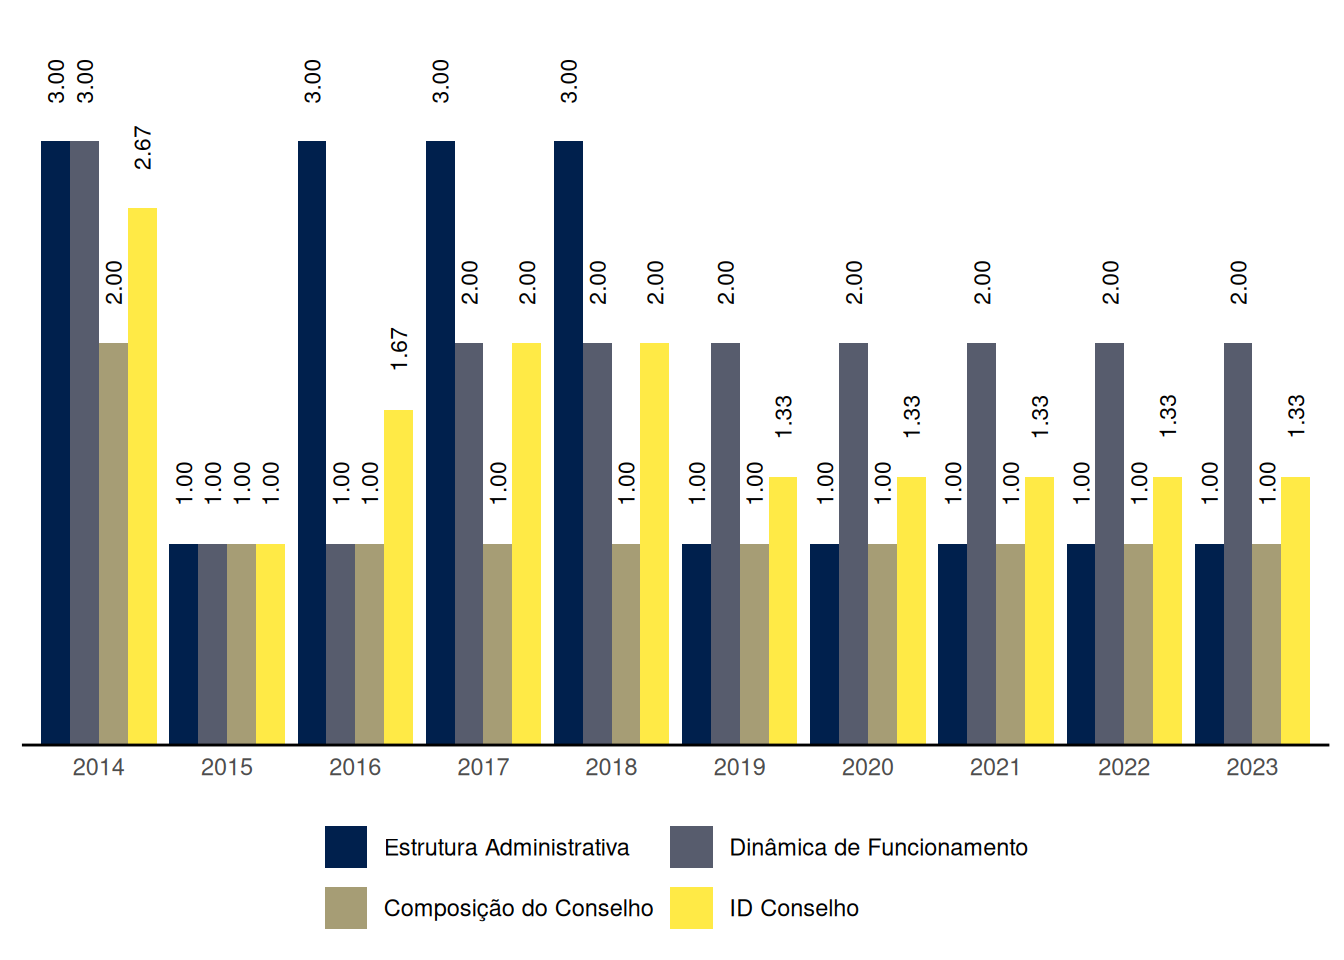 3.00 3.00 2.00 2.67
1.00 1.00 1.00 1.00
3.00 1.00 1.00 1.67
3.00 2.00 1.00 2.00
3.00 2.00 1.00 2.00
1.00 2.00 1.00 1.33
1.00 2.00 1.00 1.33
1.00 2.00 1.00 1.33
1.00 2.00 1.00 1.33
1.00 2.00 1.00 1.33
2014 2015 2016 2017 2018 2019 2020 2021 2022 2023
Estrutura Administrativa Dinâmica de Funcionamento
Composição do Conselho ID Conselho